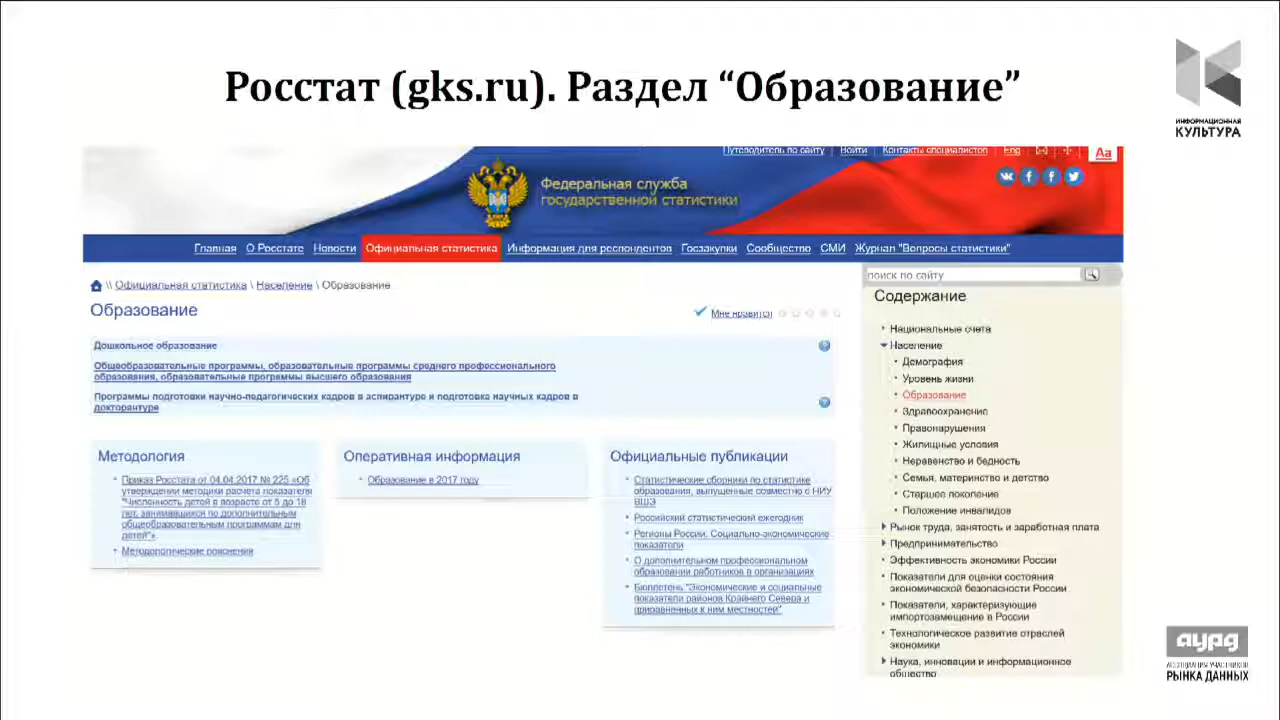 Росстат (gks.ru). Раздел “Образование”
ИНФОРМАЦИОННАЯ
КУЛЬТУРА
Путеводитель по сайту Войти Контакты специалистов Eng Aa
Федеральная служба
государственной статистики
Главная О Росстате Новости Официальная статистика Информация для респондентов Госзакупки Сообщество СМИ Журнал "Вопросы статистики"
\\ Официальная статистика \ Население \ Образование
Образование
Мне нравится
Дошкольное образование
Общеобразовательные программы, образовательные программы среднего профессионального
образования, образовательные программы высшего образования
Программы подготовки научно-педагогических кадров в аспирантуре и подготовка научных кадров в
докторантуре
Методология
Приказ Росстата от 04.04.2017 № 225 «Об
утверждении методики расчета показателя
"Численность детей в возрасте от 5 до 18
лет, занимавшихся по дополнительным
общеобразовательным программам для
детей"».
Методологические пояснения
Оперативная информация
Образование в 2017 году
Официальные публикации
Статистические сборники по статистике
образования, выпущенные совместно с НИУ
ВШЭ
Российский статистический ежегодник
Регионы России. Социально-экономические
показатели
О дополнительном профессиональном
образовании работников в организациях
Бюллетень "Экономические и социальные
показатели районов Крайнего Севера и
приравненных к ним местностей"
поиск по сайту
Содержание
Национальные счета
Население
Демография
Уровень жизни
Образование
Здравоохранение
Правонарушения
Жилищные условия
Неравенство и бедность
Семья, материнство и детство
Старшее поколение
Положение инвалидов
Рынок труда, занятость и заработная плата
Предпринимательство
Эффективность экономики России
Показатели для оценки состояния
экономической безопасности России
Показатели, характеризующие
импортозамещение в России
Технологическое развитие отраслей
экономики
Наука, инновации и информационное
общество
аурд
АССОЦИАЦИЯ УЧАСТНИКОВ
РЫНКА ДАННЫХ